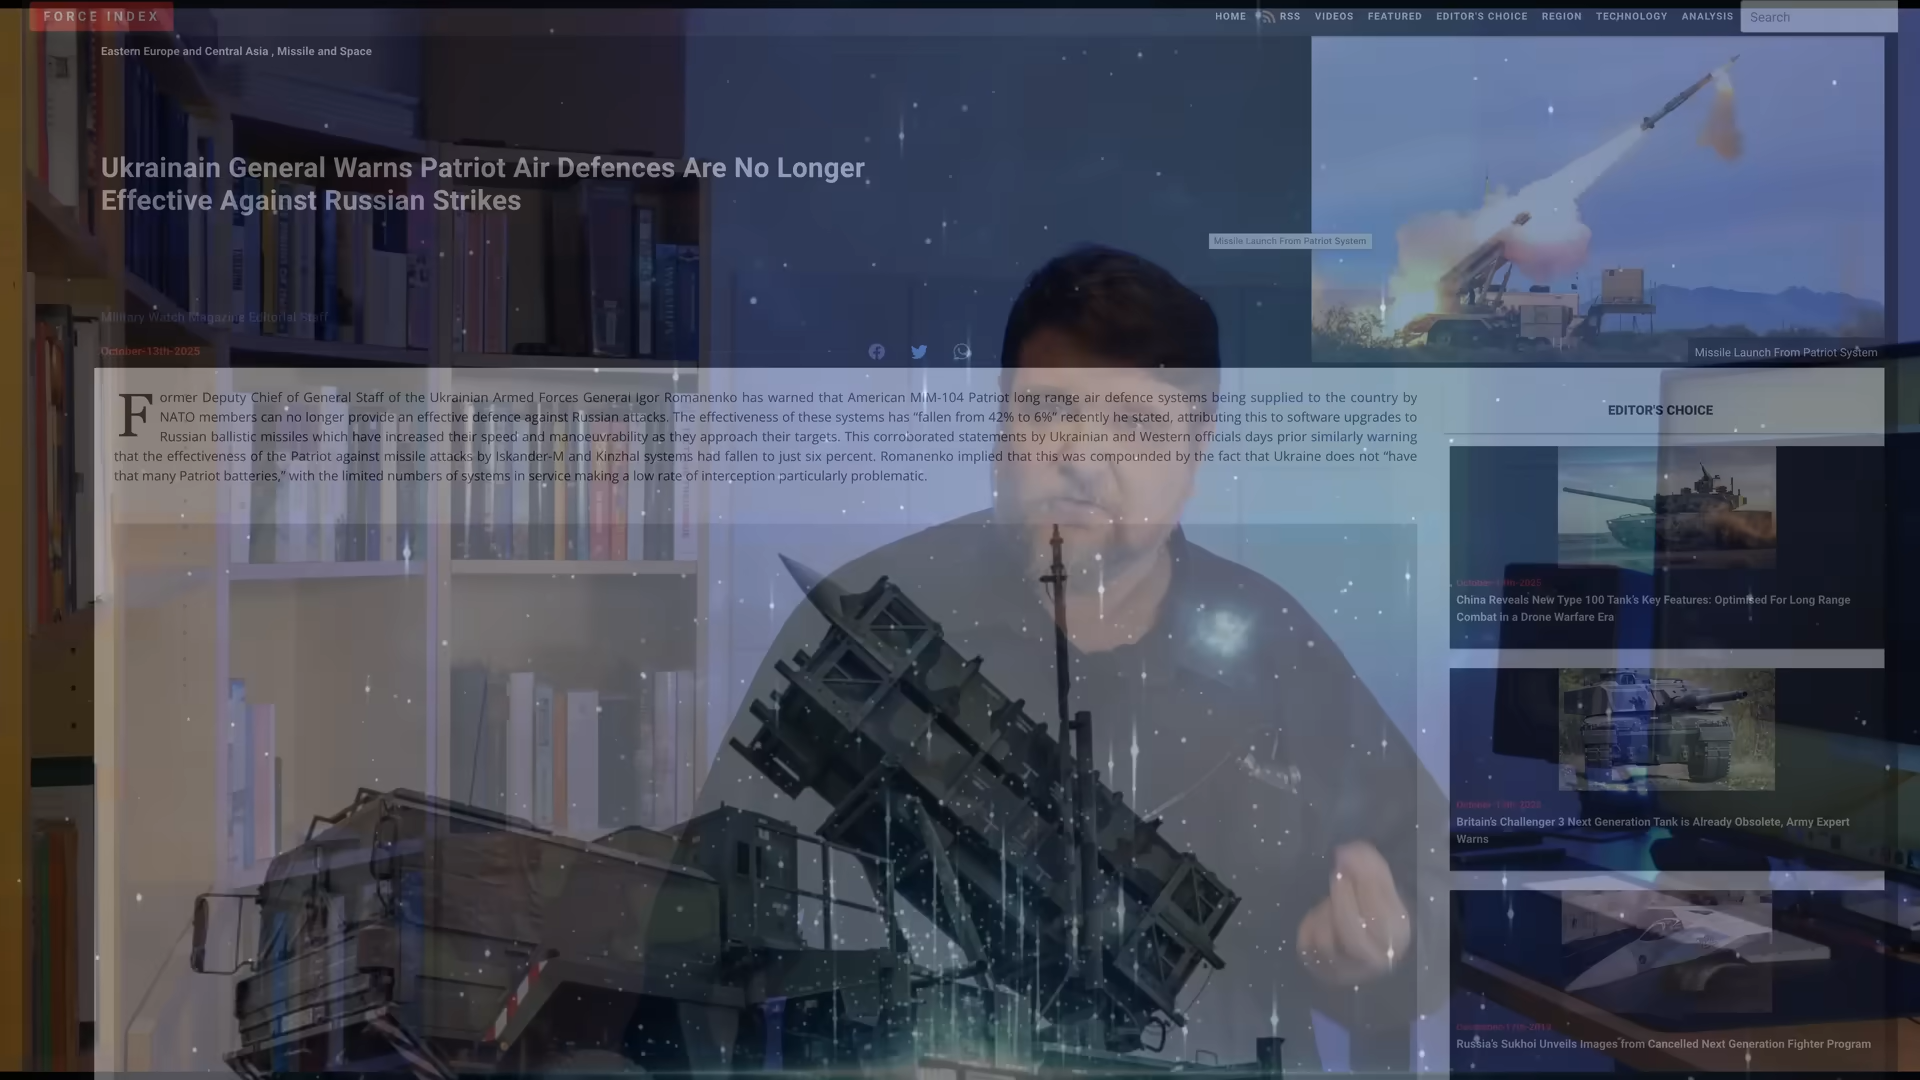 FORCE INDEX
HOME RSS VIDEOS FEATURED EDITOR'S CHOICE REGION TECHNOLOGY ANALYSIS Search
Eastern Europe and Central Asia , Missile and Space
Ukrainain General Warns Patriot Air Defences Are No Longer
Effective Against Russian Strikes
Missile Launch From Patriot System
Military Watch Magazine Editorial Staff
October-13th-2025
Missile Launch From Patriot System
Former Deputy Chief of General Staff of the Ukrainian Armed Forces General Igor Romanenko has warned that American MIM-104 Patriot long range air defence systems being supplied to the country by
NATO members can no longer provide an effective defence against Russian attacks. The effectiveness of these systems has “fallen from 42% to 6%” recently he stated, attributing this to software upgrades to
Russian ballistic missiles which have increased their speed and manoeuvrability as they approach their targets. This corroborated statements by Ukrainian and Western officials days prior similarly warning
that the effectiveness of the Patriot against missile attacks by Iskander-M and Kinzhal systems had fallen to just six percent. Romanenko implied that this was compounded by the fact that Ukraine does not “have
that many Patriot batteries,” with the limited numbers of systems in service making a low rate of interception particularly problematic.
EDITOR'S CHOICE
China Reveals New Type 100 Tank's Key Features: Optimised For Long Range
Combat in a Drone Warfare Era
Britain's Challenger 3 Next Generation Tank is Already Obsolete, Army Expert
Warns
Russia's Sukhoi Unveils Images from Cancelled Next Generation Fighter Program